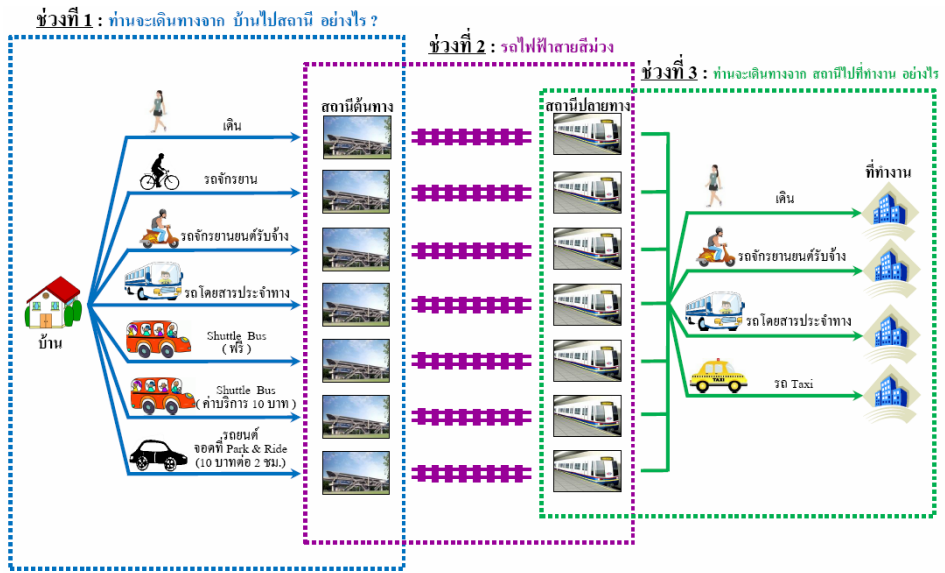 ช่วงที่ 1 : ท่านจะเดินทางจาก บ้านไปสถานี อย่างไร ?
ช่วงที่ 2 : รถไฟฟ้าสายสีม่วง
ช่วงที่ 3 : ท่านจะเดินทางจาก สถานีไปที่ทำงาน อย่างไร
สถานีต้นทาง
สถานีปลายทาง
บ้าน
เดิน
รถจักรยาน
รถจักรยานยนต์รับจ้าง
รถโดยสารประจำทาง
Shuttle Bus
( ฟรี )
Shuttle Bus
( ค่าบริการ 10 บาท )
รถยนต์
จอดที่ Park & Ride
(10 บาทต่อ 2 ชม.)
ที่ทำงาน
เดิน
รถจักรยานยนต์รับจ้าง
รถโดยสารประจำทาง
TAXI
รถ Taxi